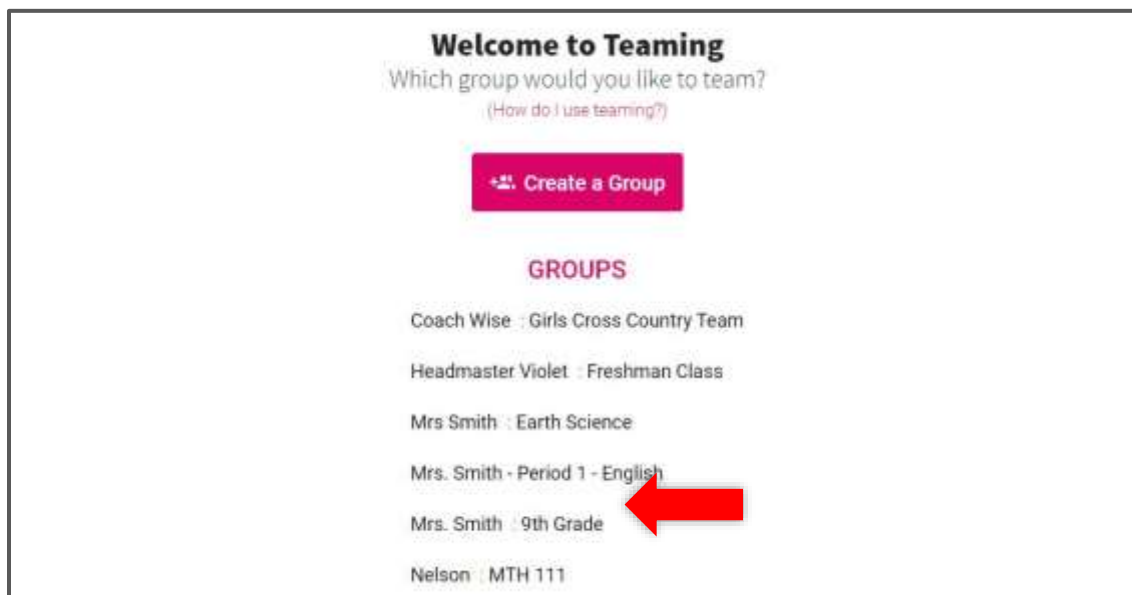 Welcome to Teaming
Which group would you like to team?
(How do I use teaming?)
Create a Group
GROUPS
Coach Wise : Girls Cross Country Team
Headmaster Violet : Freshman Class
Mrs Smith : Earth Science
Mrs. Smith - Period 1 - English
Mrs. Smith : 9th Grade
Nelson : MTH 111